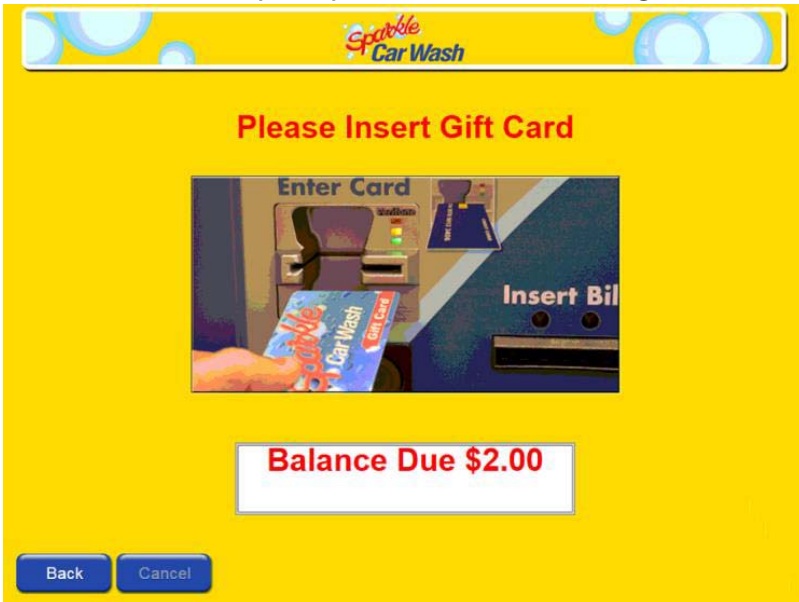 Sparkle
Car Wash
Please Insert Gift Card
Enter Card
Insert Bil
Sparkle
Car Wash
Gift Card
Balance Due $2.00
Back
Cancel